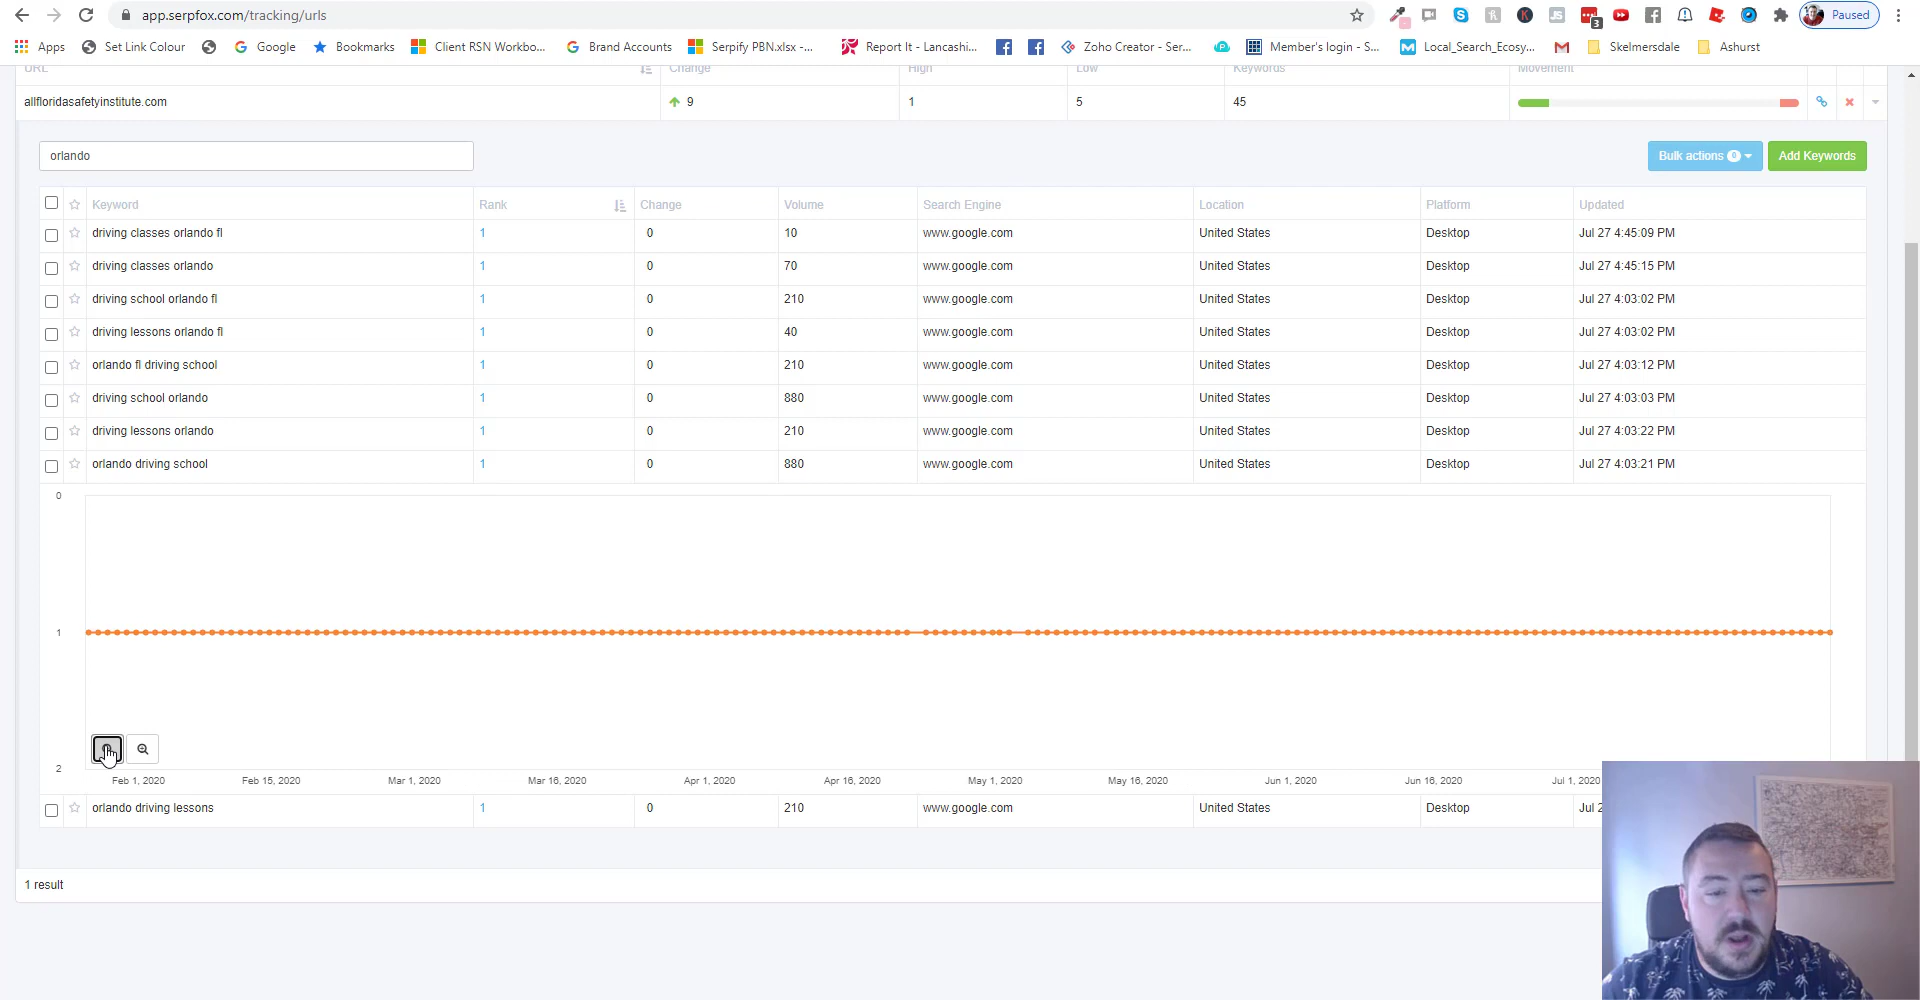 app.serpfox.com/tracking/urls
Paused
Apps Set Link Colour Google Bookmarks Client RSN Workbo... Brand Accounts Serpify PBN.xlsx -... Report It - Lancashi... Zoho Creator - Ser... Member's login - S... Local_Search_Ecosy... Skelmersdale Ashurst
URL Change High Low Keywords Movement
allfloridasafetyinstitute.com 9 1 5 45
orlando Bulk actions 0 Add Keywords
Keyword Rank Change Volume Search Engine Location Platform Updated
driving classes orlando fl 1 0 10 www.google.com United States Desktop Jul 27 4:45:09 PM
driving classes orlando 1 0 70 www.google.com United States Desktop Jul 27 4:45:15 PM
driving school orlando fl 1 0 210 www.google.com United States Desktop Jul 27 4:03:02 PM
driving lessons orlando fl 1 0 40 www.google.com United States Desktop Jul 27 4:03:02 PM
orlando fl driving school 1 0 210 www.google.com United States Desktop Jul 27 4:03:12 PM
driving school orlando 1 0 880 www.google.com United States Desktop Jul 27 4:03:03 PM
driving lessons orlando 1 0 210 www.google.com United States Desktop Jul 27 4:03:22 PM
orlando driving school 1 0 880 www.google.com United States Desktop Jul 27 4:03:21 PM
0
1
2
Feb 1, 2020 Feb 15, 2020 Mar 1, 2020 Mar 16, 2020 Apr 1, 2020 Apr 16, 2020 May 1, 2020 May 16, 2020 Jun 1, 2020 Jun 16, 2020 Jul 1, 2020
orlando driving lessons 1 0 210 www.google.com United States Desktop Jul 2
1 result